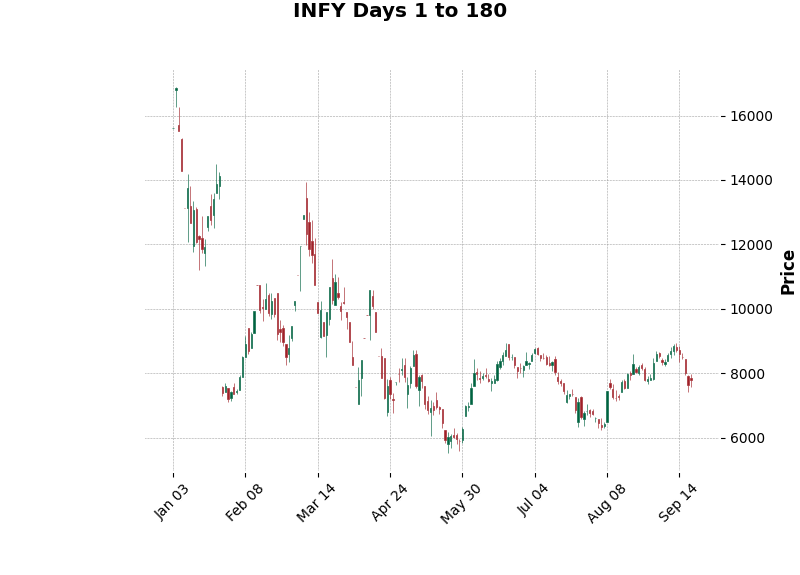 INFY Days 1 to 180
16000
14000
12000
10000
8000
6000
Price
Jan 03
Feb 08
Mar 14
Apr 24
May 30
Jul 04
Aug 08
Sep 14